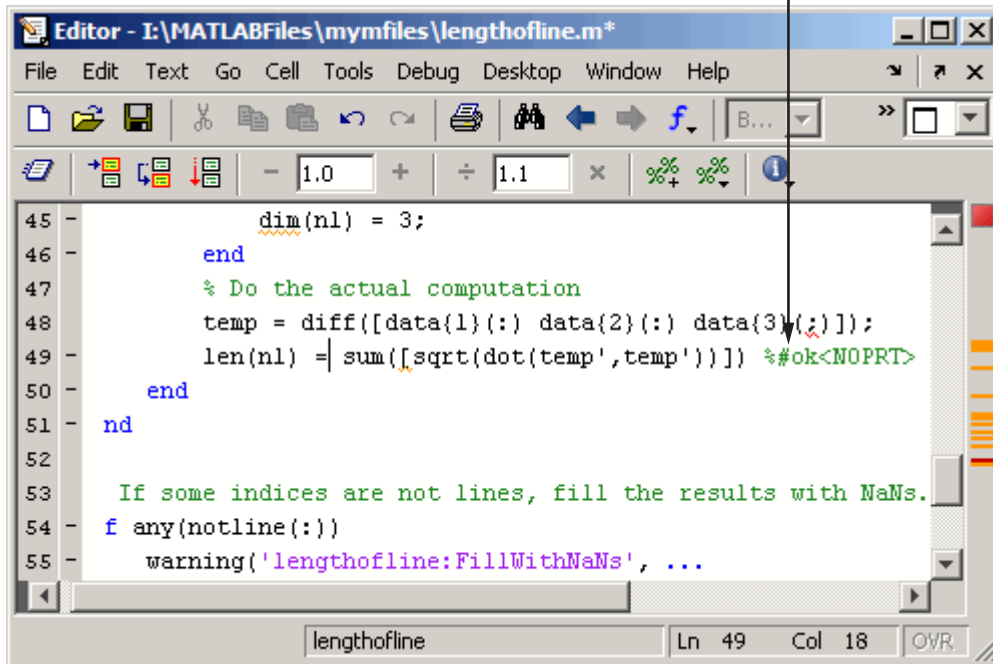 Editor - I:\MATLABFiles\mymfiles\lengthofline.m*
File Edit Text Go Cell Tools Debug Desktop Window Help
B...
1.0 1.1
45 - dim(nl) = 3;
46 - end
47 % Do the actual computation
48 temp = diff([data{1}(:) data{2}(:) data{3}(;)]);
49 - len(nl) = sum([sqrt(dot(temp',temp'))]) %#ok<NOPRT>
50 - end
51 - nd
52
53 If some indices are not lines, fill the results with NaNs.
54 - f any(notline(:))
55 - warning('lengthofline:FillWithNaNs', ...
lengthofline Ln 49 Col 18 OVR